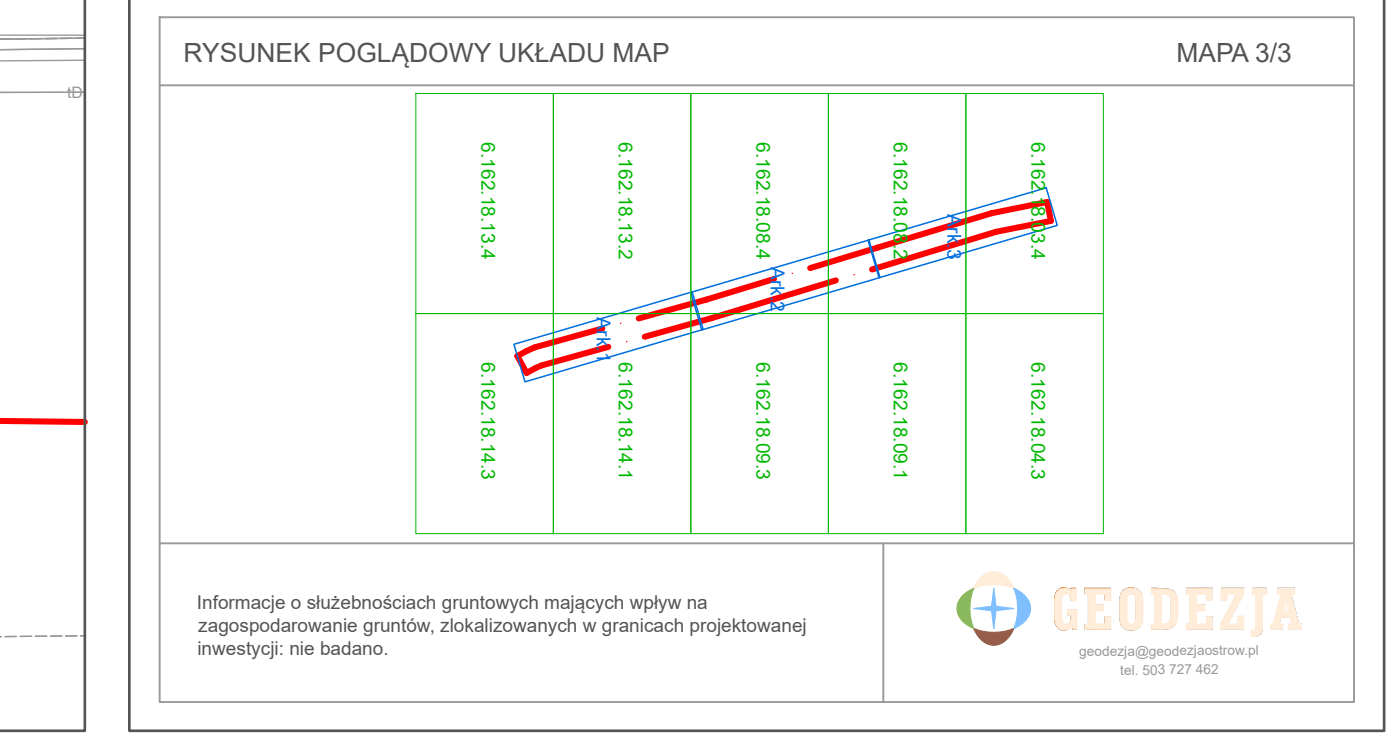 tD
RYSUNEK POGLĄDOWY UKŁADU MAP
MAPA 3/3
6.162.18.13.4
6.162.18.13.2
6.162.18.08.4
6.162.18.08.2
6.162.18.03.4
Ark.1
Ark.2
Ark.3
6.162.18.14.3
6.162.18.14.1
6.162.18.09.3
6.162.18.09.1
6.162.18.04.3
Informacje o służebnościach gruntowych mających wpływ na
zagospodarowanie gruntów, zlokalizowanych w granicach projektowanej
inwestycji: nie badano.
GEODEZJA
geodezja@geodezjaostrow.pl
tel. 503 727 462